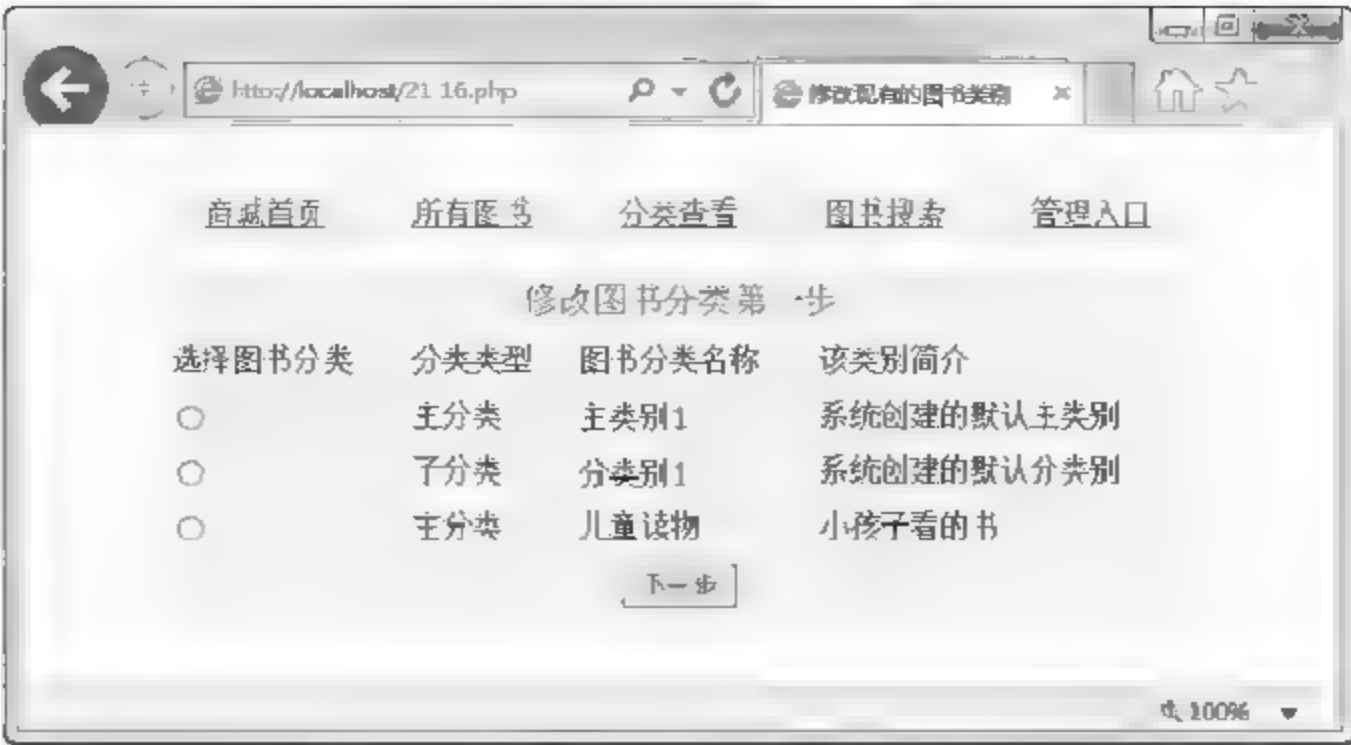 http://localhost/21 16.php
修改现有的图书类别
商城首页 所有图书 分类查看 图书搜索 管理入口
修改图书分类第一步
选择图书分类 分类类型 图书分类名称 该类别简介
主分类 主类别1 系统创建的默认主类别
子分类 分类别1 系统创建的默认分类别
主分类 儿童读物 小孩子看的书
下一步
100%